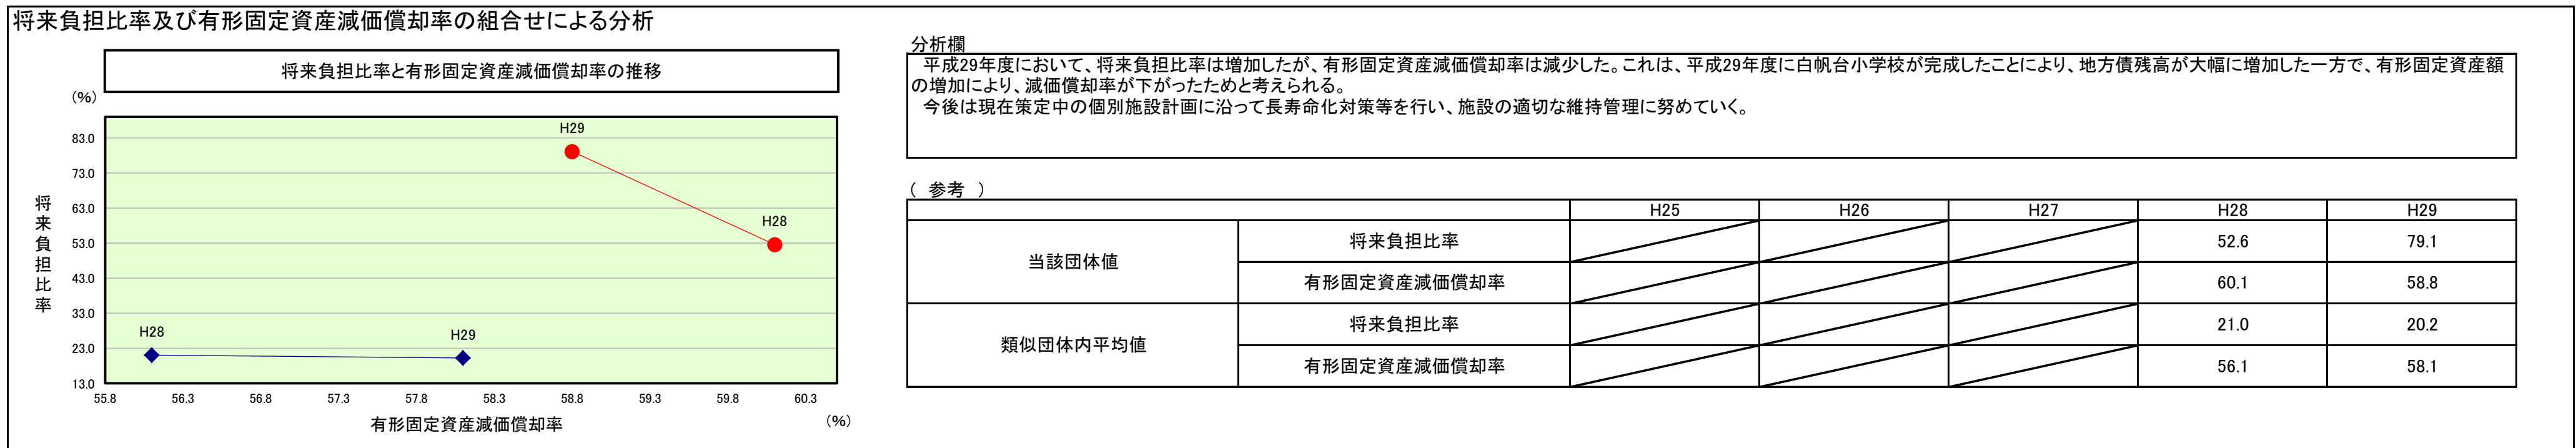 将来負担比率及び有形固定資産減価償却率の組合せによる分析
将来負担比率と有形固定資産減価償却率の推移
(%)
83.0
73.0
63.0
53.0
43.0
33.0
23.0
13.0
将来負担比率
H29
H28
H28
H29
55.8 56.3 56.8 57.3 57.8 58.3 58.8 59.3 59.8 60.3
有形固定資産減価償却率
(%)
分析欄
平成29年度において、将来負担比率は増加したが、有形固定資産減価償却率は減少した。これは、平成29年度に白帆台小学校が完成したことにより、地方債残高が大幅に増加した一方で、有形固定資産額
の増加により、減価償却率が下がったためと考えられる。
今後は現在策定中の個別施設計画に沿って長寿命化対策等を行い、施設の適切な維持管理に努めていく。
( 参考 )
H25 H26 H27 H28 H29
当該団体値
将来負担比率 52.6 79.1
有形固定資産減価償却率 60.1 58.8
類似団体内平均値
将来負担比率 21.0 20.2
有形固定資産減価償却率 56.1 58.1